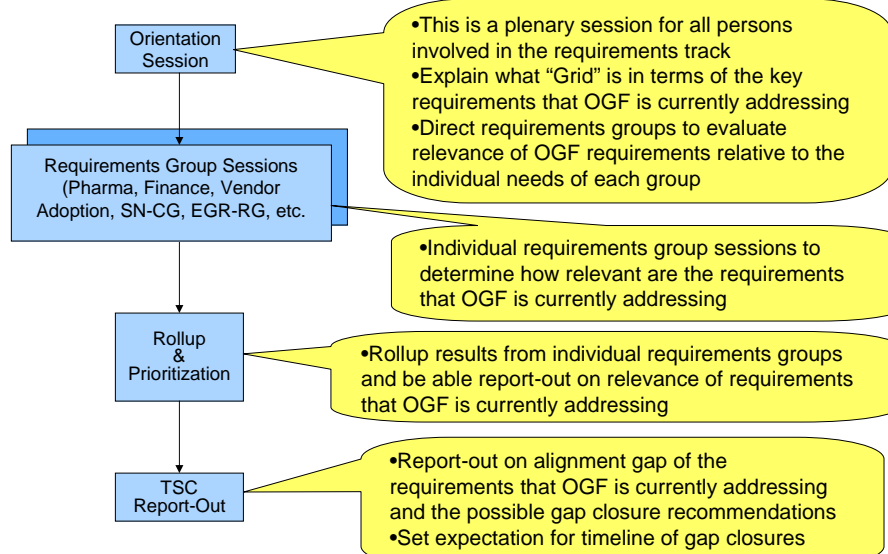 Orientation
Session
•This is a plenary session for all persons
involved in the requirements track
•Explain what “Grid” is in terms of the key
requirements that OGF is currently addressing
•Direct requirements groups to evaluate
relevance of OGF requirements relative to the
individual needs of each group
Requirements Group Sessions
(Pharma, Finance, Vendor
Adoption, SN-CG, EGR-RG, etc.
•Individual requirements group sessions to
determine how relevant are the requirements
that OGF is currently addressing
Rollup
&
Prioritization
•Rollup results from individual requirements groups
and be able report-out on relevance of requirements
that OGF is currently addressing
TSC
Report-Out
•Report-out on alignment gap of the
requirements that OGF is currently addressing
and the possible gap closure recommendations
•Set expectation for timeline of gap closures